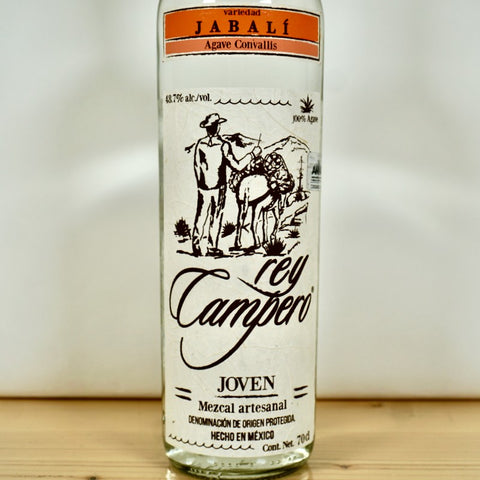 variedad
JABALÍ
Agave Convallis
48.7% alc./vol.
100% Agave
rey
Campero®
JOVEN
Mezcal artesanal
DENOMINACIÓN DE ORIGEN PROTEGIDA
HECHO EN MÉXICO
Cont. Net. 70cl